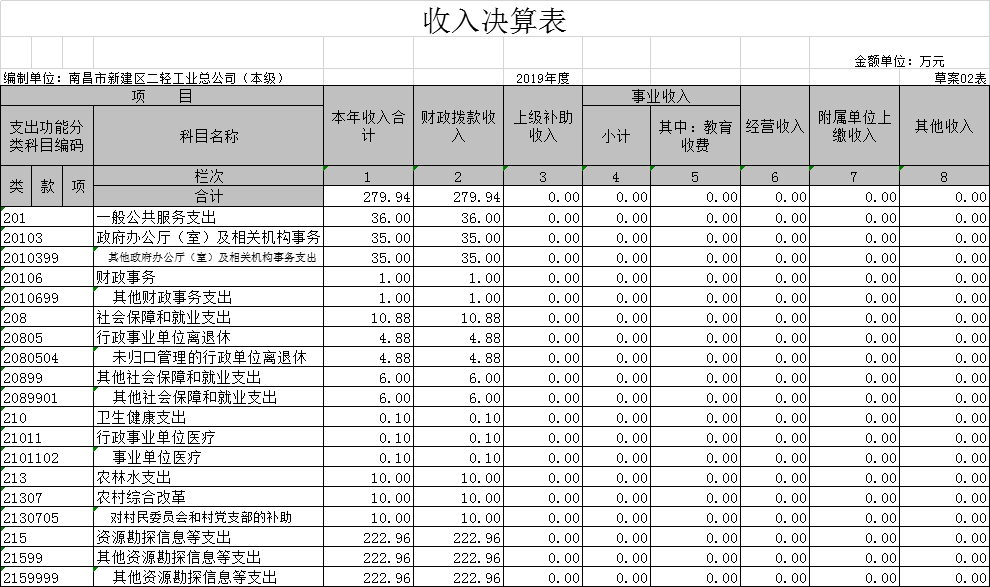 收入决算表
金额单位：万元
编制单位：南昌市新建区二轻工业总公司（本级） 2019年度 草案02表
项 目 本年收入合计 财政拨款收入 上级补助收入 事业收入 经营收入 附属单位上缴收入 其他收入
支出功能分类科目编码 科目名称 小计 其中：教育收费
类 款 项 栏次 1 2 3 4 5 6 7 8
合计 279.94 279.94 0.00 0.00 0.00 0.00 0.00 0.00
201 一般公共服务支出 36.00 36.00 0.00 0.00 0.00 0.00 0.00 0.00
20103 政府办公厅（室）及相关机构事务 35.00 35.00 0.00 0.00 0.00 0.00 0.00 0.00
2010399 其他政府办公厅（室）及相关机构事务支出 35.00 35.00 0.00 0.00 0.00 0.00 0.00 0.00
20106 财政事务 1.00 1.00 0.00 0.00 0.00 0.00 0.00 0.00
2010699 其他财政事务支出 1.00 1.00 0.00 0.00 0.00 0.00 0.00 0.00
208 社会保障和就业支出 10.88 10.88 0.00 0.00 0.00 0.00 0.00 0.00
20805 行政事业单位离退休 4.88 4.88 0.00 0.00 0.00 0.00 0.00 0.00
2080504 未归口管理的行政单位离退休 4.88 4.88 0.00 0.00 0.00 0.00 0.00 0.00
20899 其他社会保障和就业支出 6.00 6.00 0.00 0.00 0.00 0.00 0.00 0.00
2089901 其他社会保障和就业支出 6.00 6.00 0.00 0.00 0.00 0.00 0.00 0.00
210 卫生健康支出 0.10 0.10 0.00 0.00 0.00 0.00 0.00 0.00
21011 行政事业单位医疗 0.10 0.10 0.00 0.00 0.00 0.00 0.00 0.00
2101102 事业单位医疗 0.10 0.10 0.00 0.00 0.00 0.00 0.00 0.00
213 农林水支出 10.00 10.00 0.00 0.00 0.00 0.00 0.00 0.00
21307 农村综合改革 10.00 10.00 0.00 0.00 0.00 0.00 0.00 0.00
2130705 对村民委员会和村党支部的补助 10.00 10.00 0.00 0.00 0.00 0.00 0.00 0.00
215 资源勘探信息等支出 222.96 222.96 0.00 0.00 0.00 0.00 0.00 0.00
21599 其他资源勘探信息等支出 222.96 222.96 0.00 0.00 0.00 0.00 0.00 0.00
2159999 其他资源勘探信息等支出 222.96 222.96 0.00 0.00 0.00 0.00 0.00 0.00